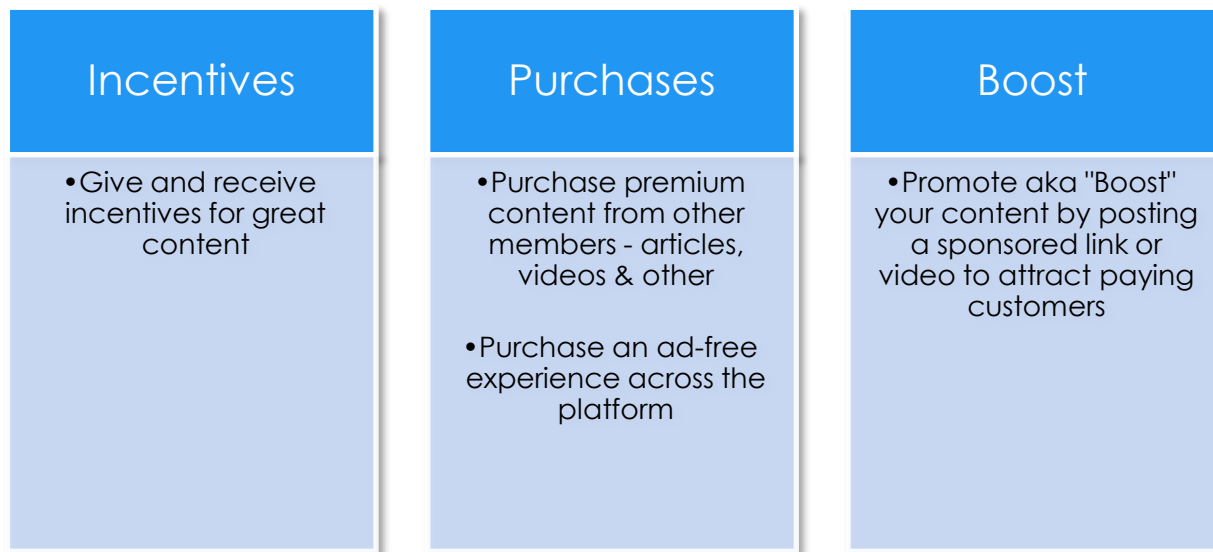 Incentives
•Give and receive
incentives for great
content
Purchases
•Purchase premium
content from other
members - articles,
videos & other
•Purchase an ad-free
experience across the
platform
Boost
•Promote aka "Boost"
your content by posting
a sponsored link or
video to attract paying
customers